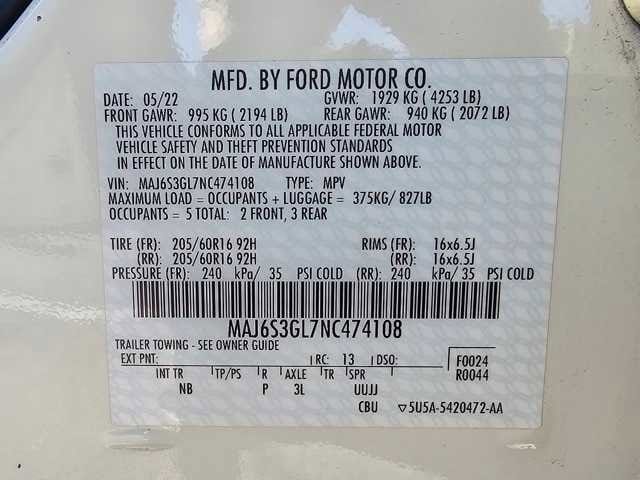 MFD. BY FORD MOTOR CO.
DATE: 05/22 GVWR: 1929 KG ( 4253 LB)
FRONT GAWR: 995 KG ( 2194 LB) REAR GAWR: 940 KG ( 2072 LB)
THIS VEHICLE CONFORMS TO ALL APPLICABLE FEDERAL MOTOR
VEHICLE SAFETY AND THEFT PREVENTION STANDARDS
IN EFFECT ON THE DATE OF MANUFACTURE SHOWN ABOVE.
VIN: MAJ6S3GL7NC474108 TYPE: MPV
MAXIMUM LOAD = OCCUPANTS + LUGGAGE = 375KG/ 827LB
OCCUPANTS = 5 TOTAL: 2 FRONT, 3 REAR
TIRE (FR): 205/60R16 92H RIMS (FR): 16x6.5J
(RR): 205/60R16 92H (RR): 16x6.5J
PRESSURE (FR): 240 kPa/ 35 PSI COLD (RR): 240 kPa/ 35 PSI COLD
MAJ6S3GL7NC474108
TRAILER TOWING - SEE OWNER GUIDE
EXT PNT: RC: 13 DSO: F0024
INT TR TP/PS R AXLE TR SPR R0044
NB P 3L UUJJ
CBU ▽5U5A-5420472-AA